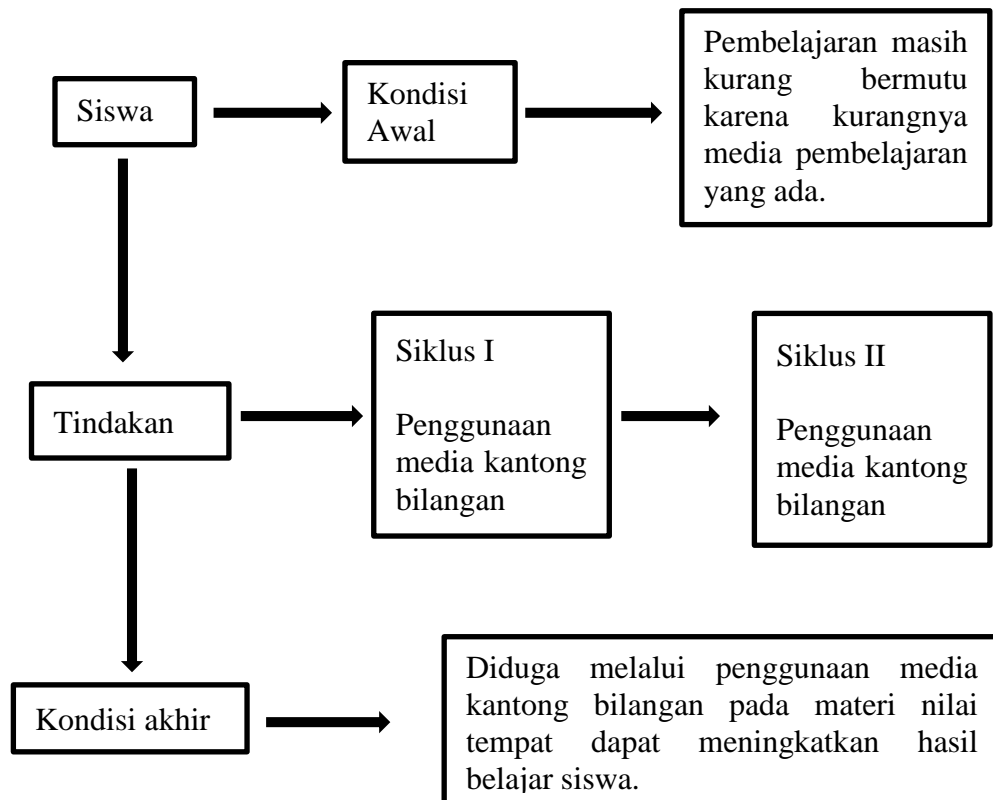 Siswa
Kondisi
Awal
Pembelajaran masih
kurang bermutu
karena kurangnya
media pembelajaran
yang ada.
Tindakan
Siklus I
Penggunaan
media kantong
bilangan
Siklus II
Penggunaan
media kantong
bilangan
Kondisi akhir
Diduga melalui penggunaan media
kantong bilangan pada materi nilai
tempat dapat meningkatkan hasil
belajar siswa.